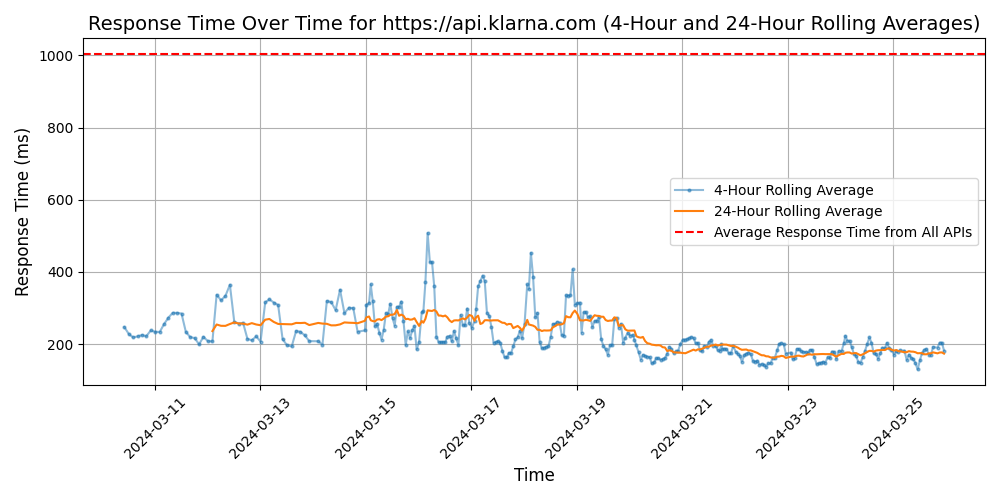 Response Time Over Time for https://api.klarna.com (4-Hour and 24-Hour Rolling Averages)
Response Time (ms)
1000
800
600
400
200
4-Hour Rolling Average
24-Hour Rolling Average
Average Response Time from All APIs
2024-03-11
2024-03-13
2024-03-15
2024-03-17
2024-03-19
2024-03-21
2024-03-23
2024-03-25
Time